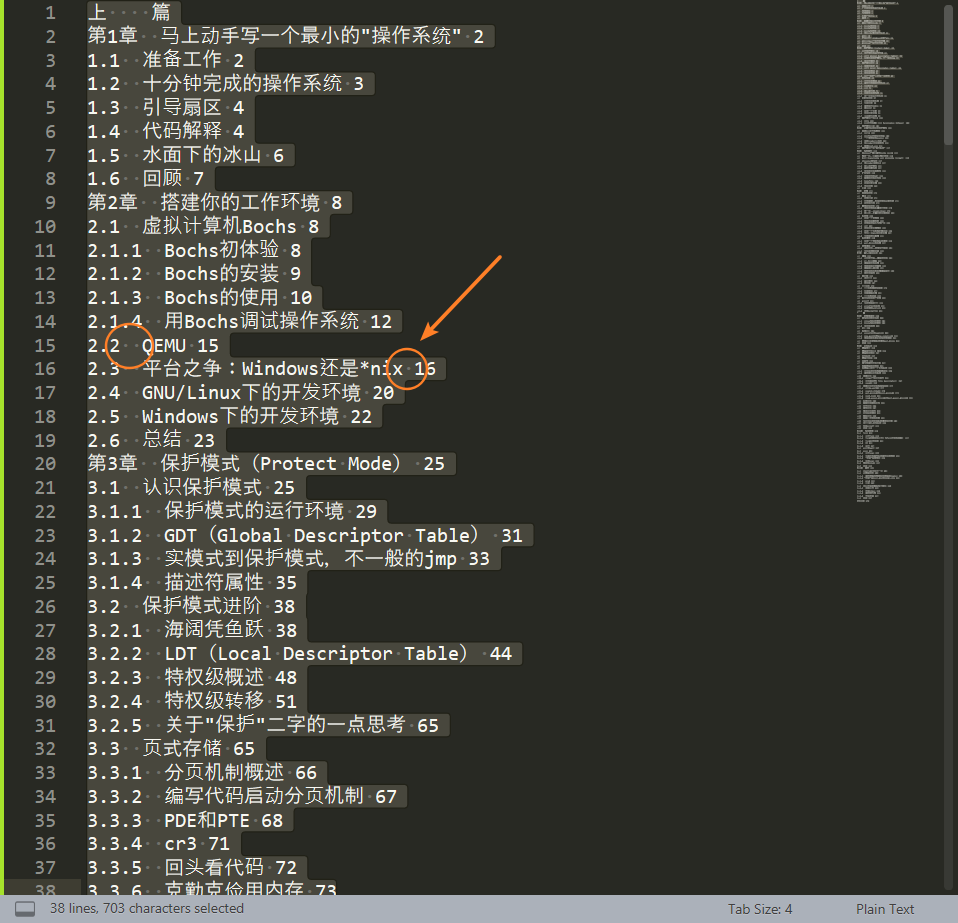 1 上    篇
2 第1章  马上动手写一个最小的"操作系统" 2
3 1.1  准备工作 2
4 1.2  十分钟完成的操作系统 3
5 1.3  引导扇区 4
6 1.4  代码解释 4
7 1.5  水面下的冰山 6
8 1.6  回顾 7
9 第2章  搭建你的工作环境 8
10 2.1  虚拟计算机Bochs 8
11 2.1.1  Bochs初体验 8
12 2.1.2  Bochs的安装 9
13 2.1.3  Bochs的使用 10
14 2.1.4  用Bochs调试操作系统 12
15 2.2  QEMU 15
16 2.3  平台之争：Windows还是*nix 16
17 2.4  GNU/Linux下的开发环境 20
18 2.5  Windows下的开发环境 22
19 2.6  总结 23
20 第3章  保护模式（Protect Mode） 25
21 3.1  认识保护模式 25
22 3.1.1  保护模式的运行环境 29
23 3.1.2  GDT（Global Descriptor Table） 31
24 3.1.3  实模式到保护模式，不一般的jmp 33
25 3.1.4  描述符属性 35
26 3.2  保护模式进阶 38
27 3.2.1  海阔凭鱼跃 38
28 3.2.2  LDT（Local Descriptor Table） 44
29 3.2.3  特权级概述 48
30 3.2.4  特权级转移 51
31 3.2.5  关于"保护"二字的一点思考 65
32 3.3  页式存储 65
33 3.3.1  分页机制概述 66
34 3.3.2  编写代码启动分页机制 67
35 3.3.3  PDE和PTE 68
36 3.3.4  cr3 71
37 3.3.5  回头看代码 72
38 3.3.6  克勤克俭用内存 73
38 lines, 703 characters selected Tab Size: 4 Plain Text